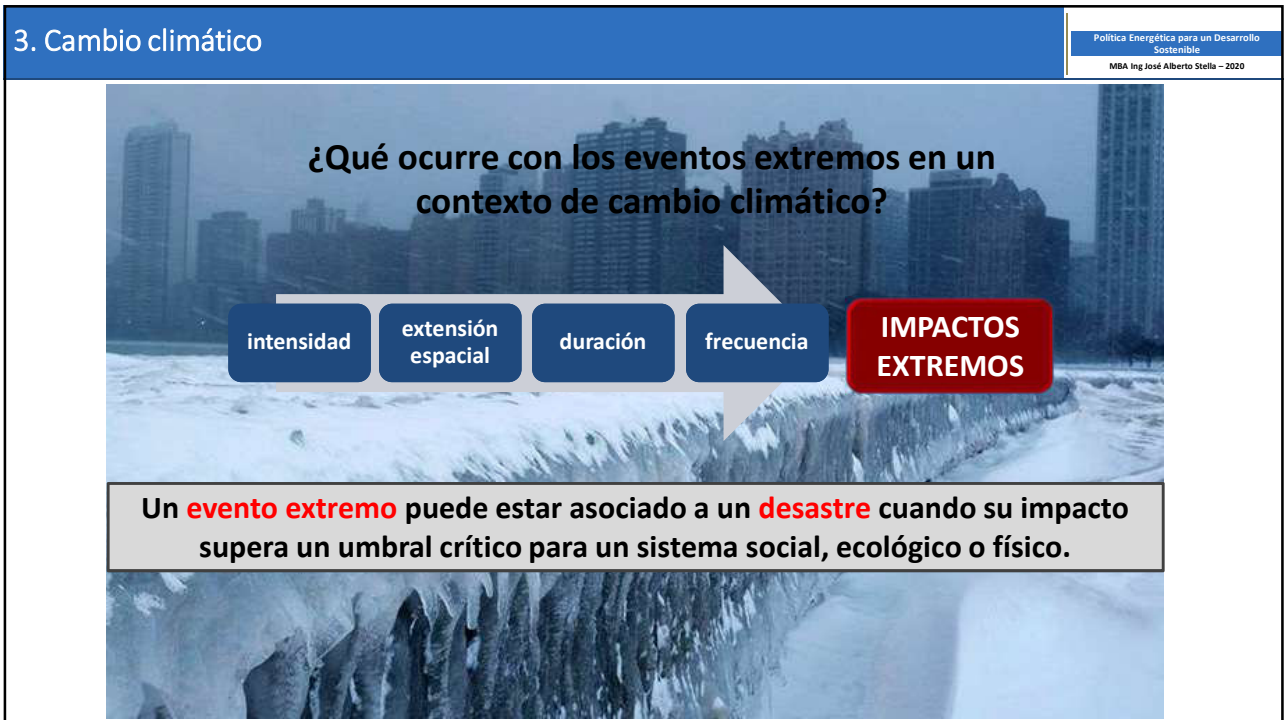 3. Cambio climático
Política Energética para un Desarrollo
Sostenible
MBA Ing José Alberto Stella – 2020
¿Qué ocurre con los eventos extremos en un
contexto de cambio climático?
intensidad
extensión
espacial
duración
frecuencia
IMPACTOS
EXTREMOS
Un evento extremo puede estar asociado a un desastre cuando su impacto
supera un umbral crítico para un sistema social, ecológico o físico.